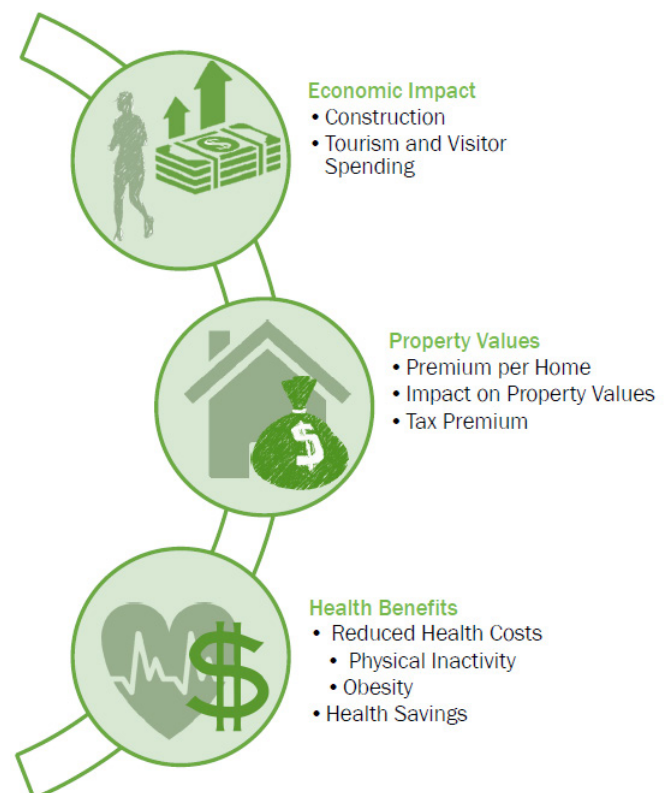 Economic Impact
• Construction
• Tourism and Visitor
Spending
Property Values
• Premium per Home
• Impact on Property Values
• Tax Premium
Health Benefits
• Reduced Health Costs
• Physical Inactivity
• Obesity
• Health Savings